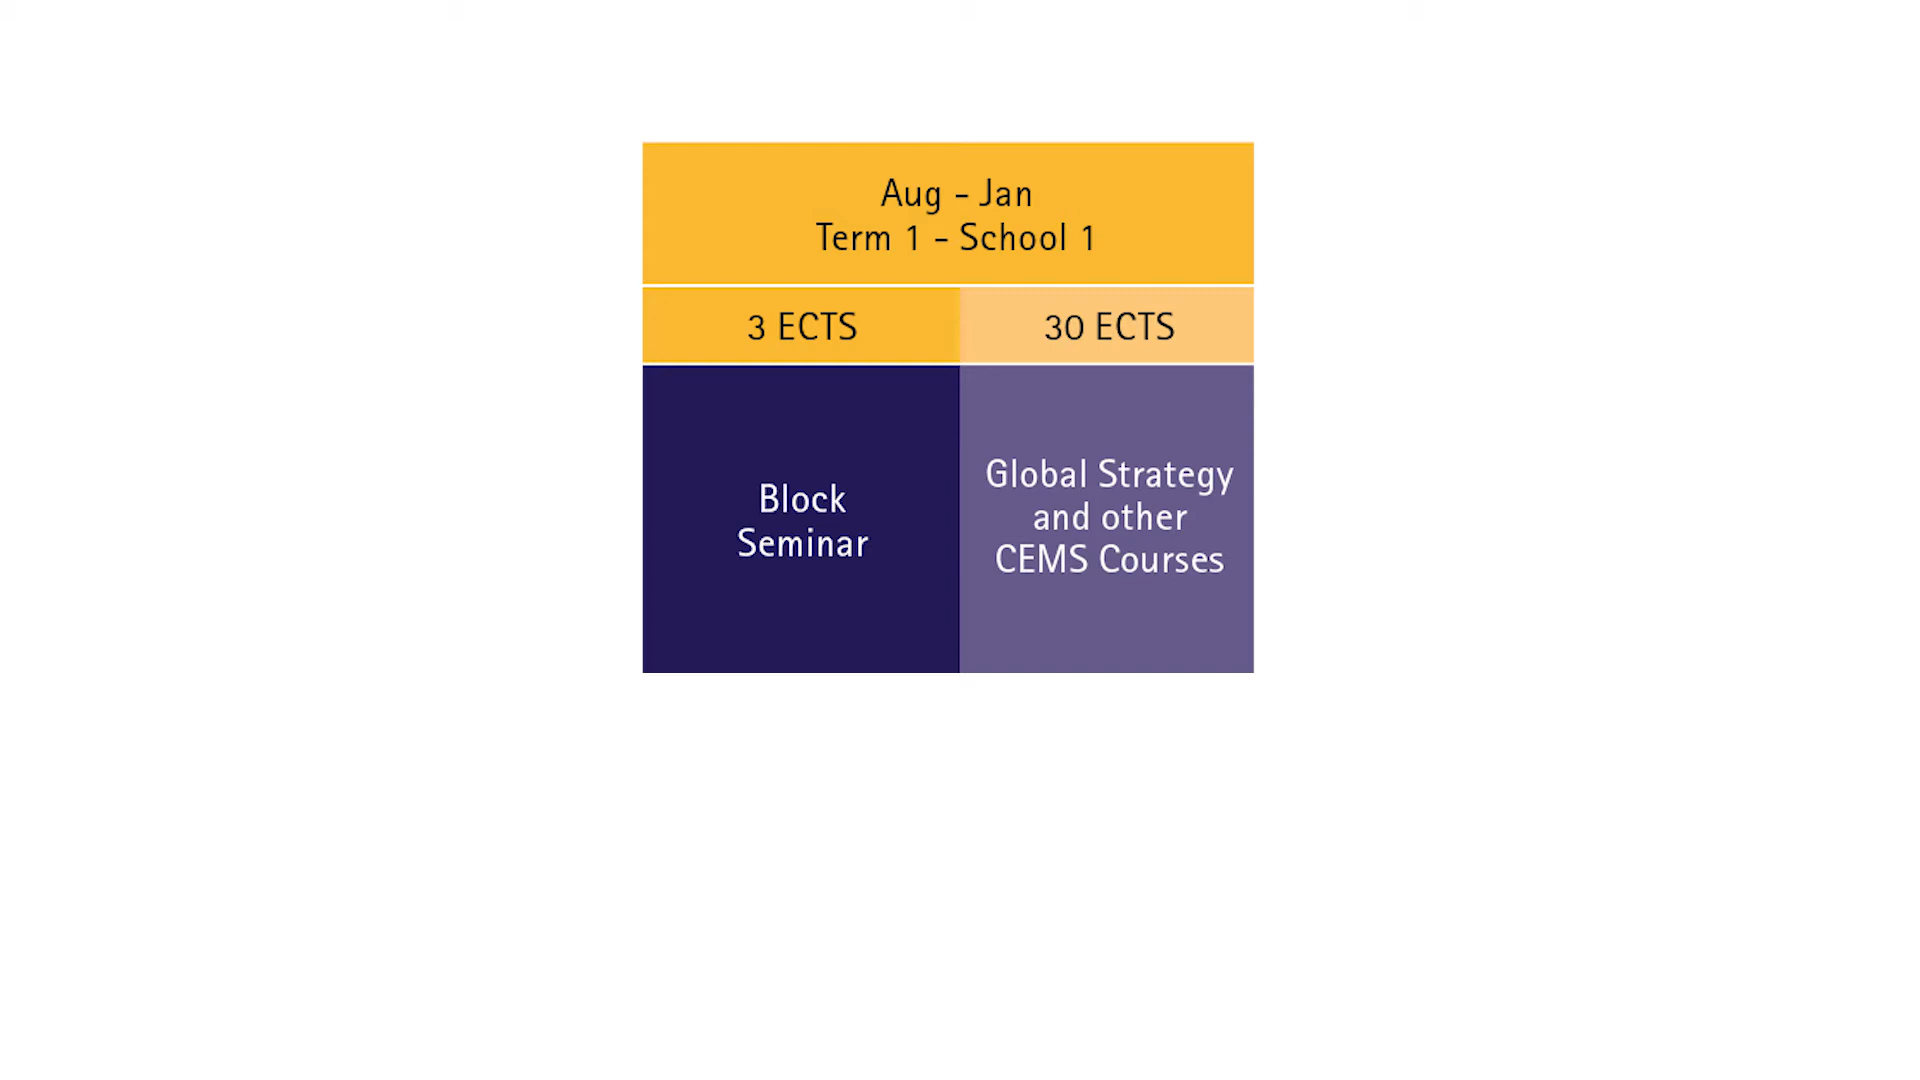 Aug - Jan
Term 1 - School 1
3 ECTS
30 ECTS
Block
Seminar
Global Strategy
and other
CEMS Courses